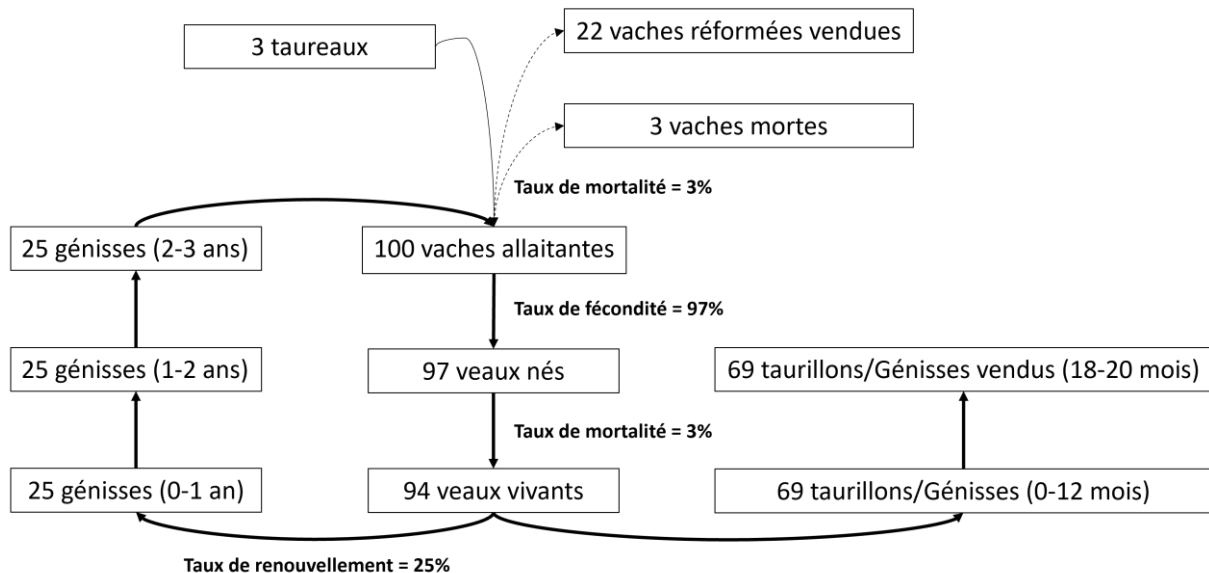 3 taureaux
22 vaches réformées vendues
3 vaches mortes
Taux de mortalité = 3%
25 génisses (2-3 ans)
100 vaches allaitantes
Taux de fécondité = 97%
25 génisses (1-2 ans)
97 veaux nés
69 taurillons/Génisses vendus (18-20 mois)
Taux de mortalité = 3%
25 génisses (0-1 an)
94 veaux vivants
69 taurillons/Génisses (0-12 mois)
Taux de renouvellement = 25%